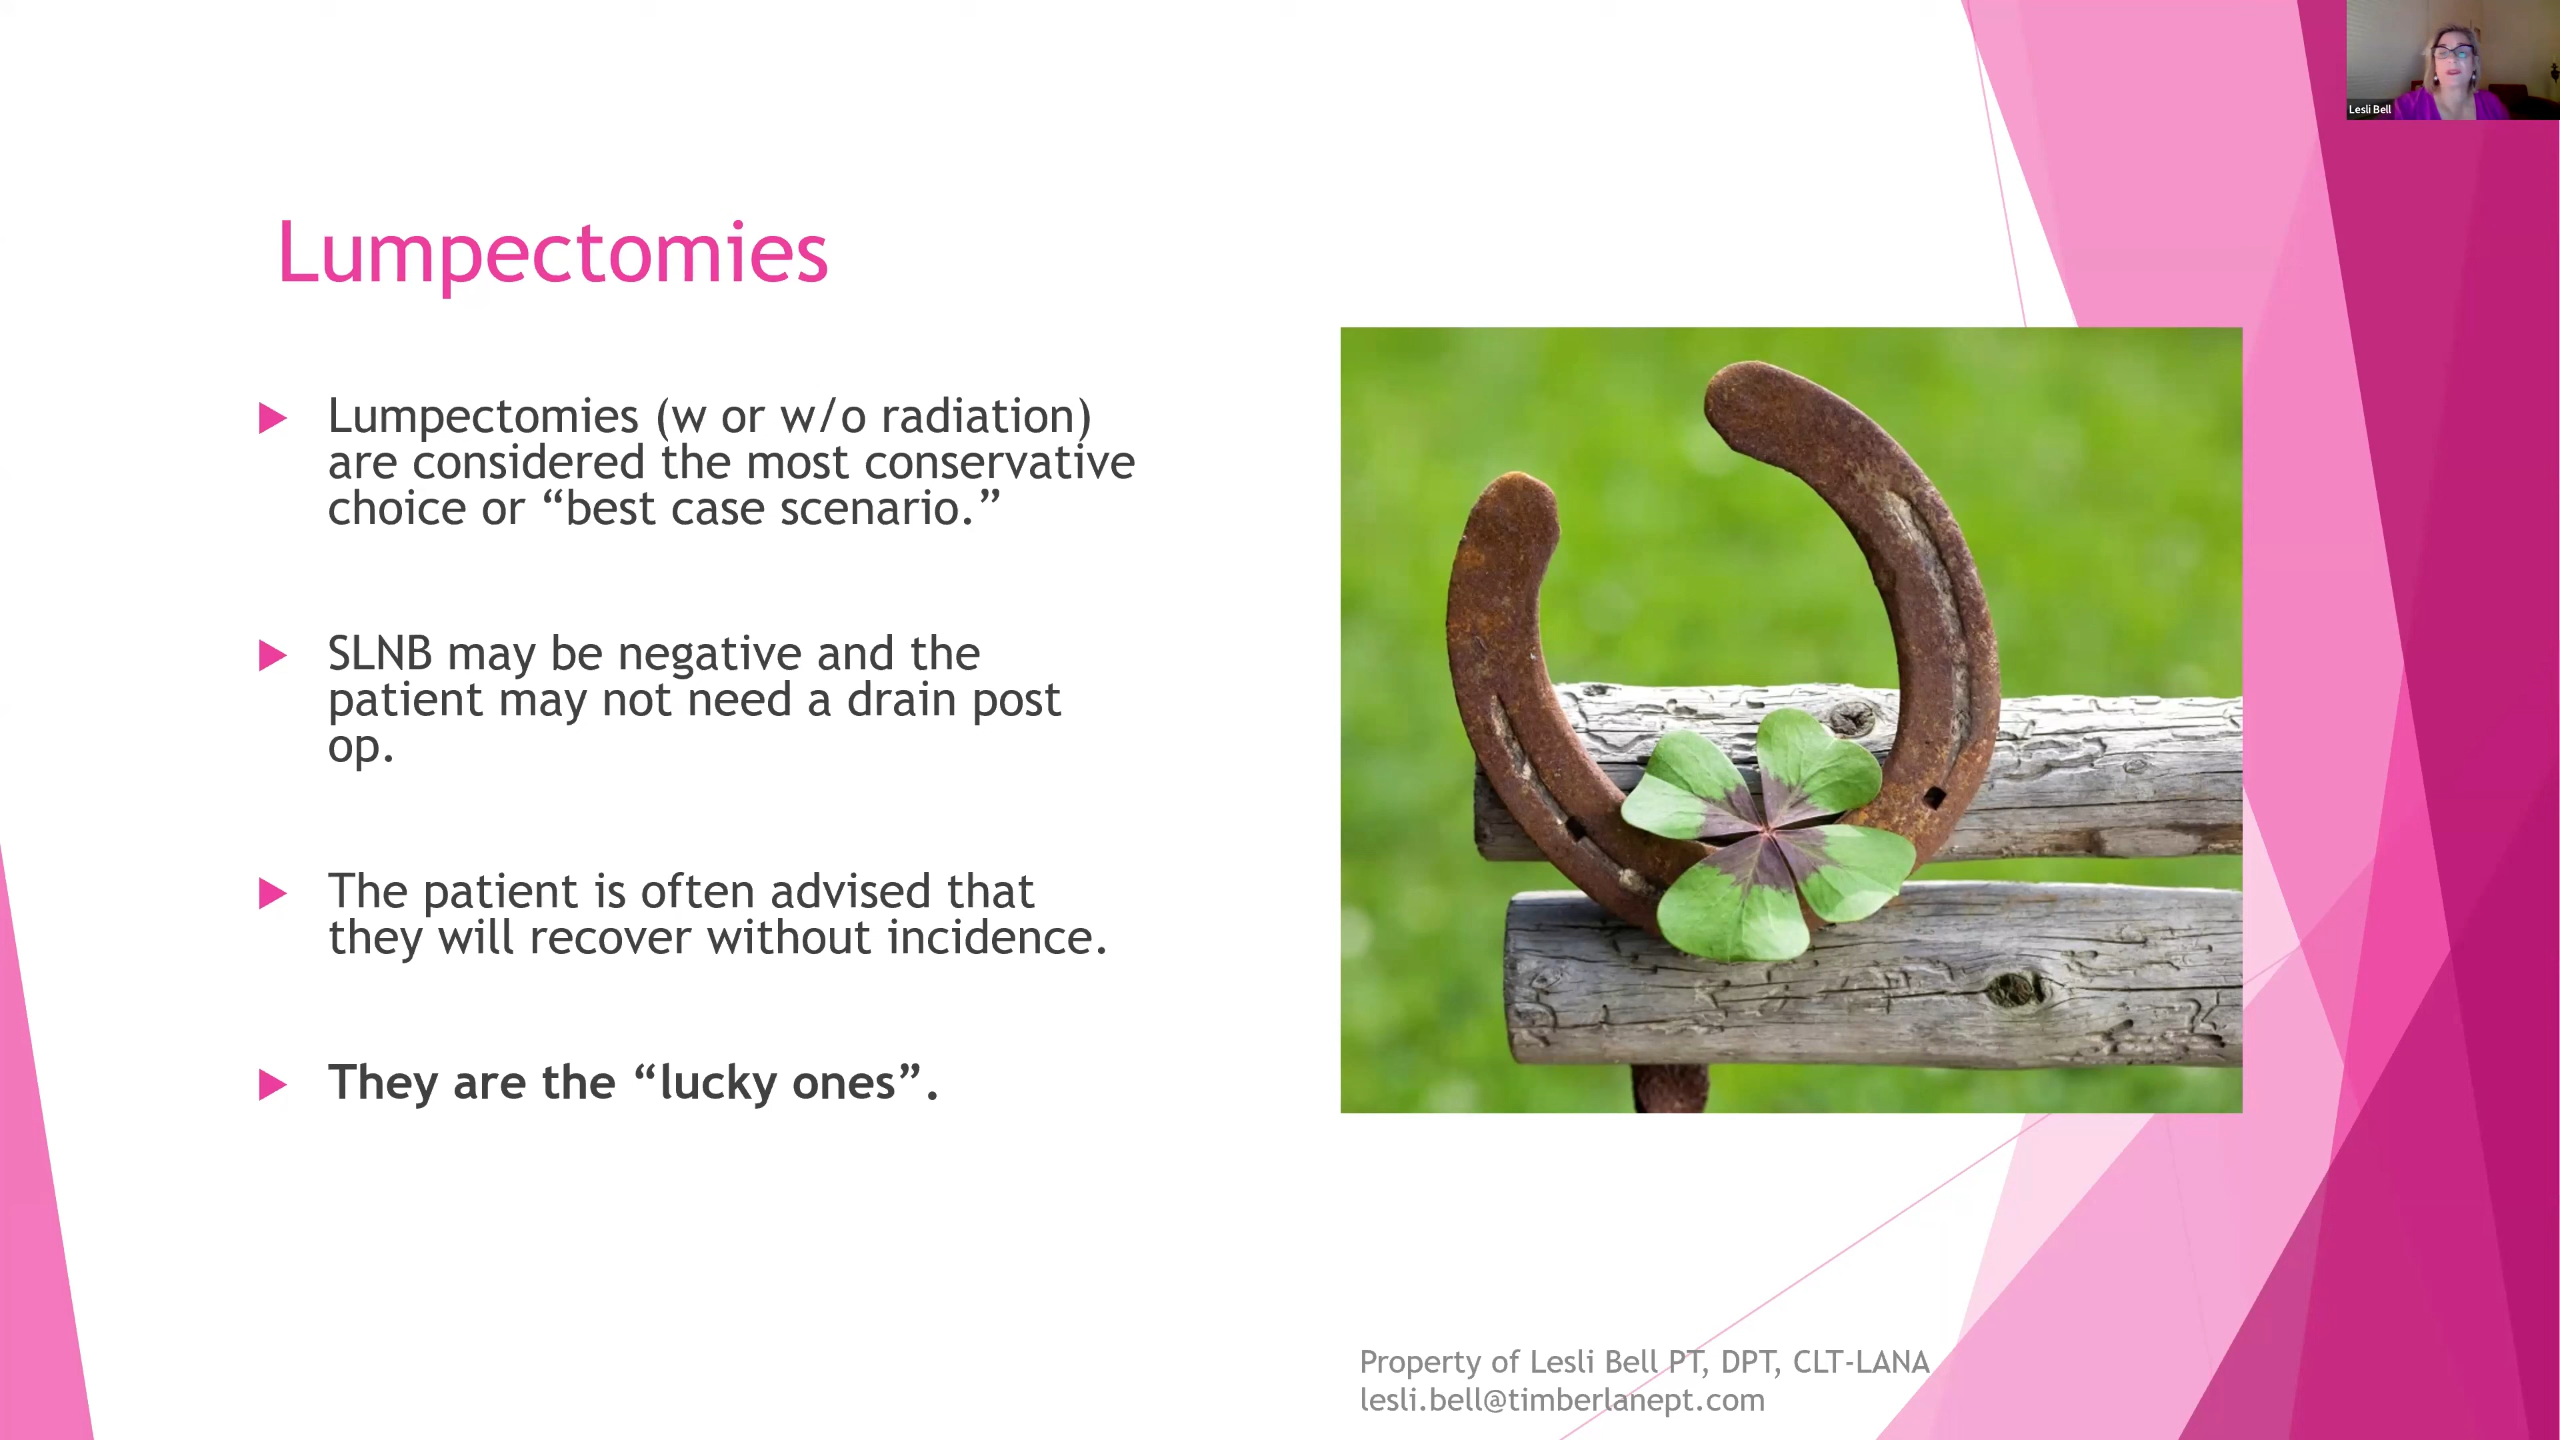 Lesli Bell
Lumpectomies
Lumpectomies (w or w/o radiation)
are considered the most conservative
choice or “best case scenario.”
SLNB may be negative and the
patient may not need a drain post
op.
The patient is often advised that
they will recover without incidence.
They are the “lucky ones”.
Property of Lesli Bell PT, DPT, CLT-LANA
lesli.bell@timberlanept.com